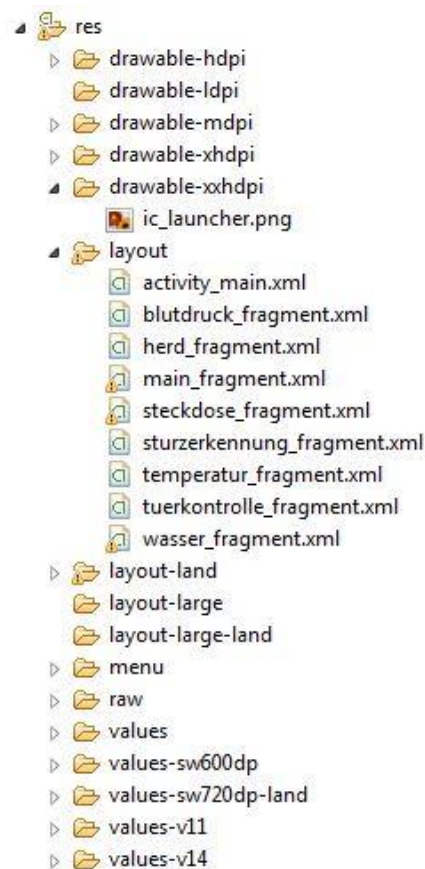 res
drawable-hdpi
drawable-ldpi
drawable-mdpi
drawable-xhdpi
drawable-xxhdpi
ic_launcher.png
layout
activity_main.xml
blutdruck_fragment.xml
herd_fragment.xml
main_fragment.xml
steckdose_fragment.xml
sturzerkennung_fragment.xml
temperatur_fragment.xml
tuerkontrolle_fragment.xml
wasser_fragment.xml
layout-land
layout-large
layout-large-land
menu
raw
values
values-sw600dp
values-sw720dp-land
values-v11
values-v14